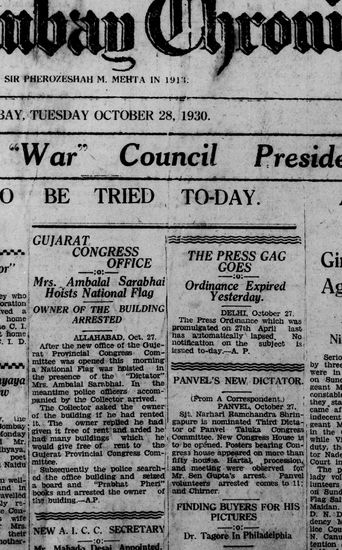 mbay Chroni
SIR PHEROZESHAH M. MEHTA IN 1913.
BAY, TUESDAY OCTOBER 28, 1930.
"War" Council Preside
O BE TRIED TO-DAY.
GUJARAT
CONGRESS
OFFICE
:o:
Mrs. Ambalal Sarabhai
Hoists National Flag
OWNER OF THE BUILDING
ARRESTED
ALLAHABAD, Oct. 27.
After the new office of the Guje-
rat Provincial Congress Com-
mittee was opened this morning
a National Flag was hoisted in
the presence of the "Dictator"
Mrs. Ambalal Sarabhai. In the
meantime police officers accom-
panied by the Collector arrived.
The Collector asked the owner
of the building if he had rented
it. The owner replied he had
given it free of rent and added he
had many buildings which he
would give free of rent to the
Gujarat Provincial Congress Com-
mittee.
Subsequently the police search-
ed the office building and seized
a board and "Prabhat Pheri"
books and arrested the owner of
the building.—A.P.
NEW A. I. C. C. SECRETARY
:o:
THE PRESS GAG
GOES
:o:
Ordinance Expired
Yesterday.
DELHI, October 27.
The Press Ordinance which was
promulgated on 27th April last
has automatically lapsed. No
notification on the subject is
issued to-day.—A. P.
PANVEL'S NEW DICTATOR.
(From A Correspondent.)
PANVEL, October 27.
Sjt. Narhari Ramchandra Shrin-
gapure is nominated Third Dicta-
tor of Panvel Taluka Congress
Committee. New Congress House is
to be opened. Posters bearing Con-
gress house appeared on more than
fifty houses. Hartal, procession,
and meeting were observed for
Mr. Sen Gupta's arrest. Panvel
volunteers arrested comes to 11;
and Chirner.
FINDING BUYERS FOR HIS
PICTURES
:o:
Dr. Tagore In Philadelphia